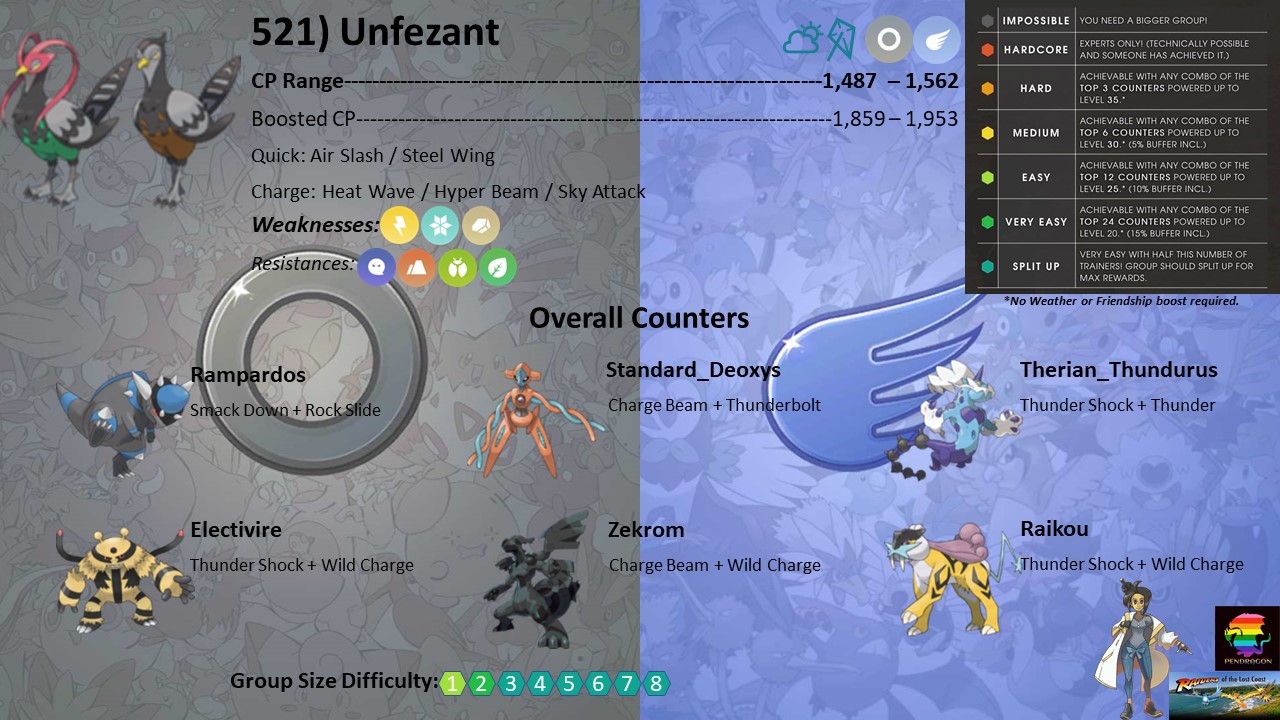 521) Unfezant
CP Range------------------------------------------------------------------------1,487 – 1,562
Boosted CP------------------------------------------------------------------------1,859 – 1,953
Quick: Air Slash / Steel Wing
Charge: Heat Wave / Hyper Beam / Sky Attack
Weaknesses:
Resistances:
IMPOSSIBLE YOU NEED A BIGGER GROUP!
HARDCORE EXPERTS ONLY! (TECHNICALLY POSSIBLE
AND SOMEONE HAS ACHIEVED IT.)
HARD ACHIEVABLE WITH ANY COMBO OF THE
TOP 3 COUNTERS POWERED UP TO
LEVEL 35.*
MEDIUM ACHIEVABLE WITH ANY COMBO OF THE
TOP 6 COUNTERS POWERED UP TO
LEVEL 30.* (5% BUFFER INCL.)
EASY ACHIEVABLE WITH ANY COMBO OF THE
TOP 12 COUNTERS POWERED UP TO
LEVEL 25.* (10% BUFFER INCL.)
VERY EASY ACHIEVABLE WITH ANY COMBO OF THE
TOP 24 COUNTERS POWERED UP TO
LEVEL 20.* (15% BUFFER INCL.)
SPLIT UP VERY EASY WITH HALF THIS NUMBER OF
TRAINERS! GROUP SHOULD SPLIT UP FOR
MAX REWARDS.
*No Weather or Friendship boost required.
Overall Counters
Rampardos
Smack Down + Rock Slide
Standard_Deoxys
Charge Beam + Thunderbolt
Therian_Thundurus
Thunder Shock + Thunder
Electivire
Thunder Shock + Wild Charge
Zekrom
Charge Beam + Wild Charge
Raikou
Thunder Shock + Wild Charge
Group Size Difficulty: 1 2 3 4 5 6 7 8
PENDRAGON
RAIDERS of the Lost Coast